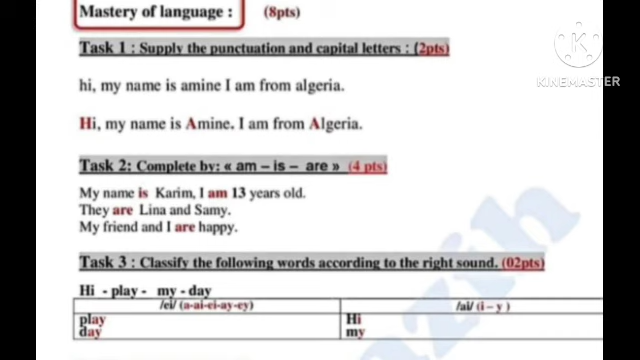 Mastery of language : (8pts)
Task 1 : Supply the punctuation and capital letters : (2pts)
hi, my name is amine I am from algeria.
Hi, my name is Amine. I am from Algeria.
Task 2: Complete by: « am – is – are » (4 pts)
My name is Karim, I am 13 years old.
They are Lina and Samy.
My friend and I are happy.
Task 3 : Classify the following words according to the right sound. (02pts)
Hi - play - my - day
/ei/ (a-ai-ei-ay-ey) /ai/ (i – y )
play Hi
day my
KINEMASTER